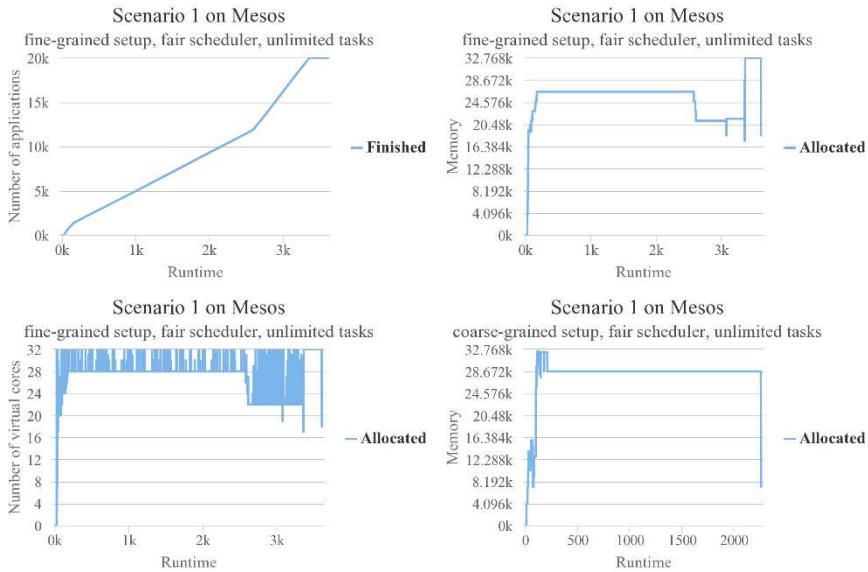 Scenario 1 on Mesos
fine-grained setup, fair scheduler, unlimited tasks
Number of applications
20k
15k
10k
5k
0k
0k 1k 2k 3k
Runtime
Finished
Scenario 1 on Mesos
fine-grained setup, fair scheduler, unlimited tasks
Memory
32.768k
28.672k
24.576k
20.48k
16.384k
12.288k
8.192k
4.096k
0k
0k 1k 2k 3k
Runtime
Allocated
Scenario 1 on Mesos
fine-grained setup, fair scheduler, unlimited tasks
Number of virtual cores
32
28
24
20
16
12
8
4
0
0k 1k 2k 3k
Runtime
Allocated
Scenario 1 on Mesos
coarse-grained setup, fair scheduler, unlimited tasks
Memory
32.768k
28.672k
24.576k
20.48k
16.384k
12.288k
8.192k
4.096k
0k
0 500 1000 1500 2000
Runtime
Allocated